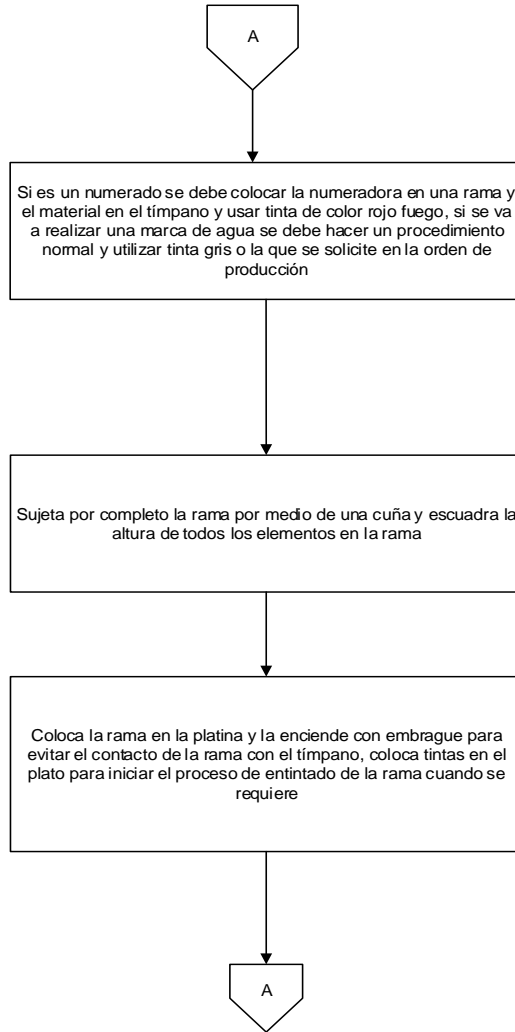 A
Si es un numerado se debe colocar la numeradora en una rama y
el material en el tímpano y usar tinta de color rojo fuego, si se va
a realizar una marca de agua se debe hacer un procedimiento
normal y utilizar tinta gris o la que se solicite en la orden de
producción
Sujeta por completo la rama por medio de una cuña y escuadra la
altura de todos los elementos en la rama
Coloca la rama en la platina y la enciende con embrague para
evitar el contacto de la rama con el tímpano, coloca tintas en el
plato para iniciar el proceso de entintado de la rama cuando se
requiere
A